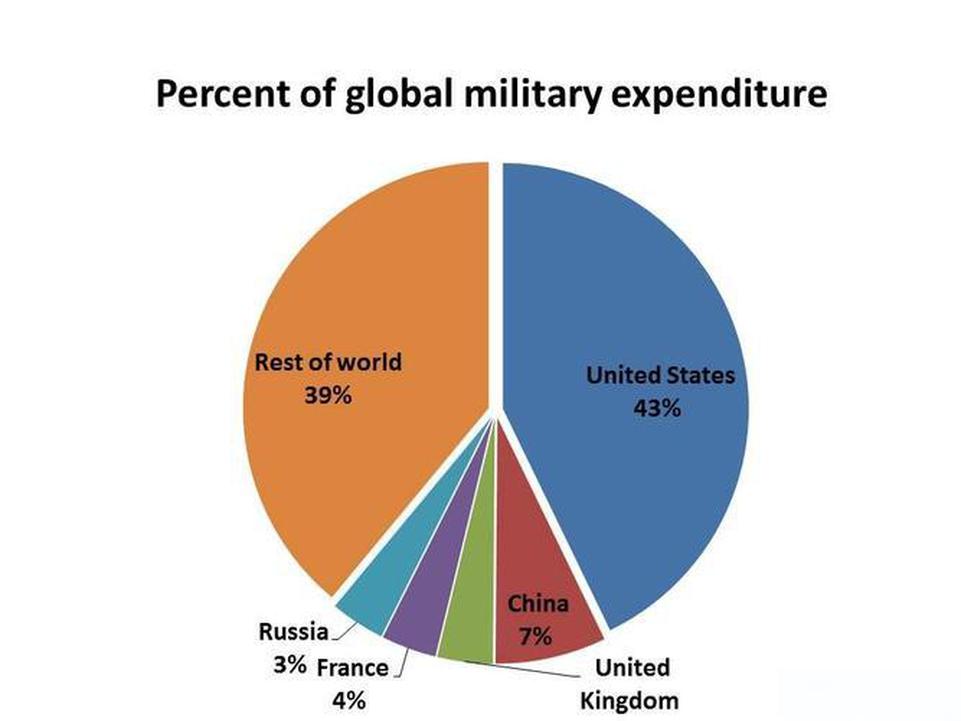 Percent of global military expenditure
Rest of world
39%
United States
43%
China
7%
Russia
3%
France
4%
United
Kingdom